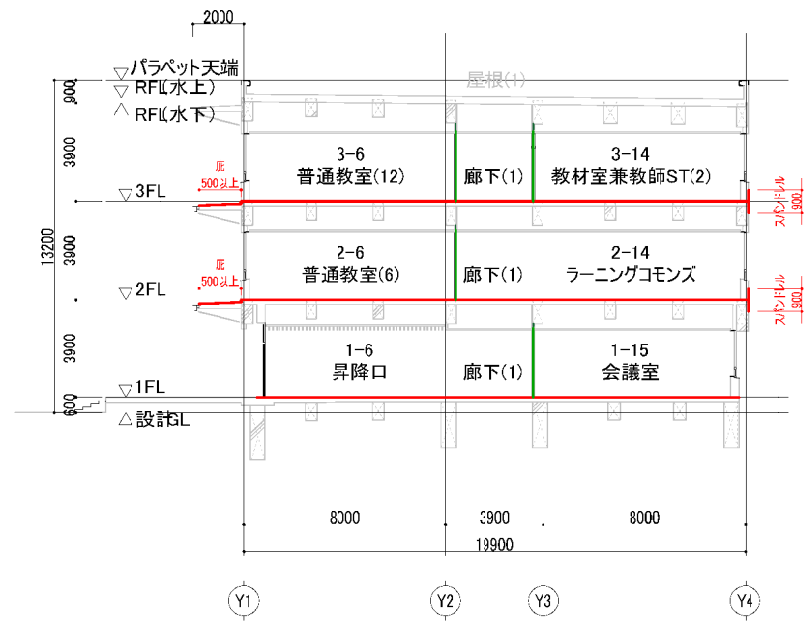 2000
パラペット天端
RFL(水上)
RFL(水下)
屋根(1)
900
3900
3-6
普通教室(12)
廊下(1)
3-14
教材室兼教師ST(2)
庇
500以上
3FL
スパンドレル
900
13200
3900
2-6
普通教室(6)
廊下(1)
2-14
ラーニングコモンズ
庇
500以上
2FL
スパンドレル
900
3900
1-6
昇降口
廊下(1)
1-15
会議室
1FL
600
設計GL
8000
3900
8000
19900
Y1
Y2
Y3
Y4